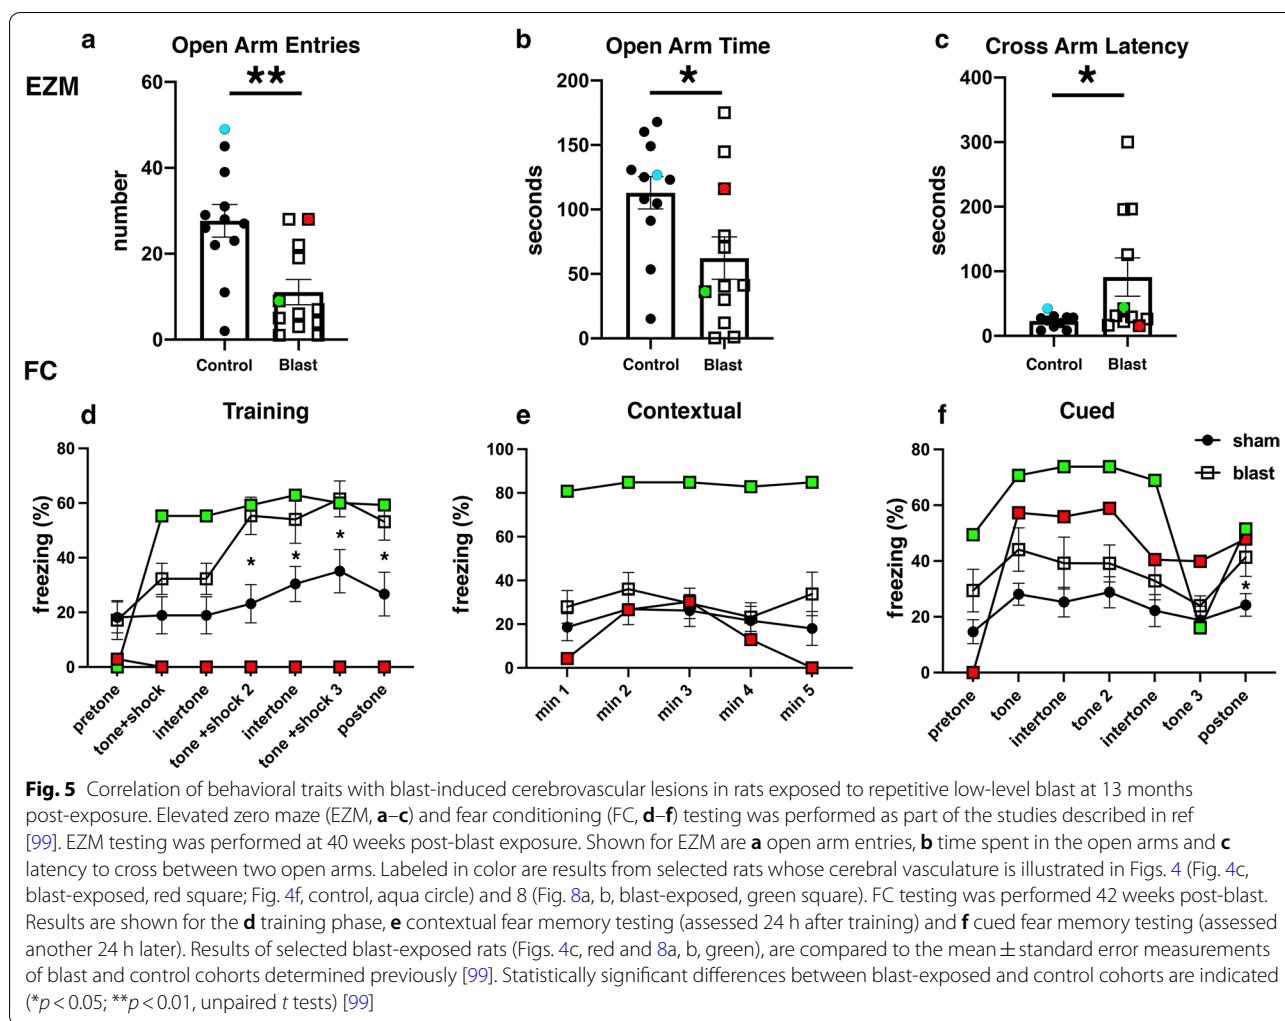 a Open Arm Entries
b Open Arm Time
c Cross Arm Latency
EZM
**
*
*
number
60
40
20
0
Control
Blast
seconds
200
150
100
50
0
Control
Blast
seconds
400
300
200
100
0
Control
Blast
FC
d Training
e Contextual
f Cued
sham
blast
freezing (%)
80
60
40
20
0
*
*
*
*
pretone
tone+shock
intertone
tone +shock 2
intertone
tone +shock 3
postone
freezing (%)
100
80
60
40
20
0
min 1
min 2
min 3
min 4
min 5
freezing (%)
80
60
40
20
0
*
pretone
tone
intertone
tone 2
intertone
tone 3
postone
Fig. 5 Correlation of behavioral traits with blast-induced cerebrovascular lesions in rats exposed to repetitive low-level blast at 13 months
post-exposure. Elevated zero maze (EZM, a–c) and fear conditioning (FC, d–f) testing was performed as part of the studies described in ref
[99]. EZM testing was performed at 40 weeks post-blast exposure. Shown for EZM are a open arm entries, b time spent in the open arms and c
latency to cross between two open arms. Labeled in color are results from selected rats whose cerebral vasculature is illustrated in Figs. 4 (Fig. 4c,
blast-exposed, red square; Fig. 4f, control, aqua circle) and 8 (Fig. 8a, b, blast-exposed, green square). FC testing was performed 42 weeks post-blast.
Results are shown for the d training phase, e contextual fear memory testing (assessed 24 h after training) and f cued fear memory testing (assessed
another 24 h later). Results of selected blast-exposed rats (Figs. 4c, red and 8a, b, green), are compared to the mean ± standard error measurements
of blast and control cohorts determined previously [99]. Statistically significant differences between blast-exposed and control cohorts are indicated
(*p < 0.05; **p < 0.01, unpaired t tests) [99]